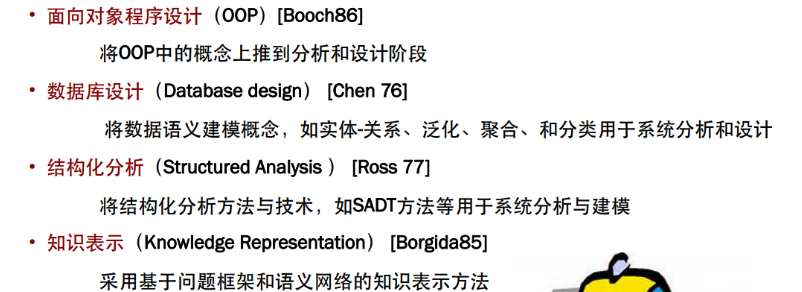 • 面向对象程序设计（OOP）[Booch86]
将OOP中的概念上推到分析和设计阶段
• 数据库设计（Database design） [Chen 76]
将数据语义建模概念，如实体-关系、泛化、聚合、和分类用于系统分析和设计
• 结构化分析（Structured Analysis ） [Ross 77]
将结构化分析方法与技术，如SADT方法等用于系统分析与建模
• 知识表示（Knowledge Representation） [Borgida85]
采用基于问题框架和语义网络的知识表示方法